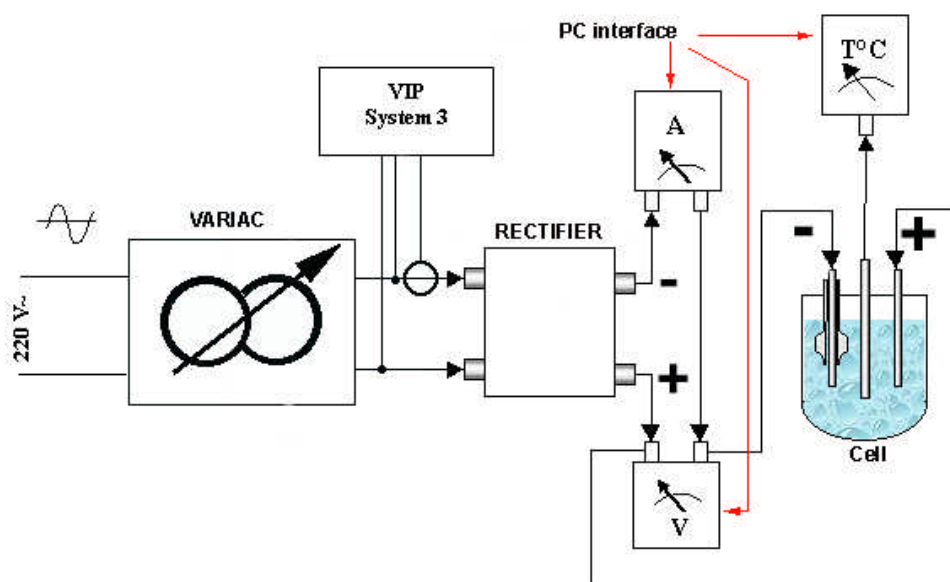 PC interface
T° C
VIP
System 3
A
VARIAC
RECTIFIER
-
+
220 V~
-
+
Cell
V